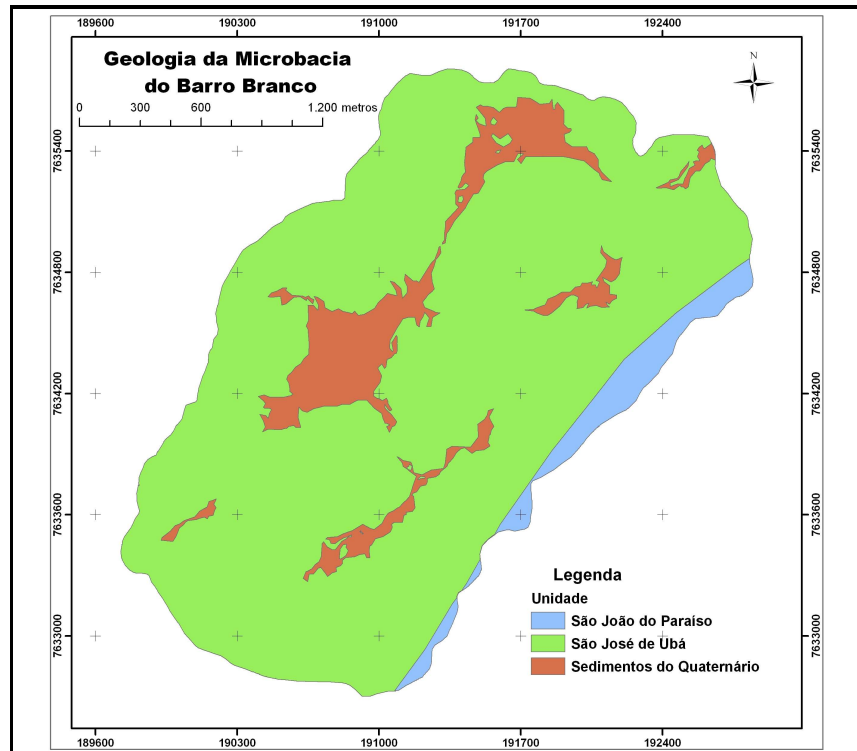 189600 190300 191000 191700 192400
Geologia da Microbacia
do Barro Branco
N
0 300 600 1.200 metros
7635400 7635400
7634800 7634800
7634200 7634200
7633600 7633600
7633000 7633000
Legenda
Unidade
São João do Paraíso
São José de Ubá
Sedimentos do Quaternário
189600 190300 191000 191700 192400